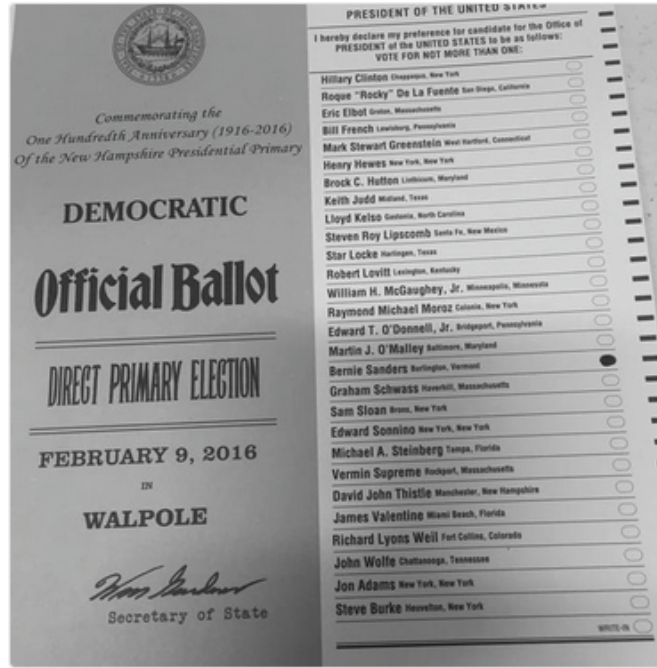 Commemorating the
One Hundredth Anniversary (1916-2016)
Of the New Hampshire Presidential Primary
DEMOCRATIC
Official Ballot
DIRECT PRIMARY ELECTION
FEBRUARY 9, 2016
IN
WALPOLE
Secretary of State
PRESIDENT OF THE UNITED STATES
I hereby declare my preference for candidate for the Office of
PRESIDENT of the UNITED STATES to be as follows:
VOTE FOR NOT MORE THAN ONE:
Hillary Clinton Chappaqua, New York
Roque "Rocky" De La Fuente San Diego, California
Eric Elbot Groton, Massachusetts
Bill French Lewisburg, Pennsylvania
Mark Stewart Greenstein West Hartford, Connecticut
Henry Hewes New York, New York
Brock C. Hutton Linthicum, Maryland
Keith Judd Midland, Texas
Lloyd Kelso Gastonia, North Carolina
Steven Roy Lipscomb Santa Fe, New Mexico
Star Locke Harlingen, Texas
Robert Lovitt Lexington, Kentucky
William H. McGaughey, Jr. Minneapolis, Minnesota
Raymond Michael Moroz Colonie, New York
Edward T. O'Donnell, Jr. Bridgeport, Pennsylvania
Martin J. O'Malley Baltimore, Maryland
Bernie Sanders Burlington, Vermont
Graham Schwass Haverhill, Massachusetts
Sam Sloan Bronx, New York
Edward Sonnino New York, New York
Michael A. Steinberg Tampa, Florida
Vermin Supreme Rockport, Massachusetts
David John Thistle Manchester, New Hampshire
James Valentine Miami Beach, Florida
Richard Lyons Weil Fort Collins, Colorado
John Wolfe Chattanooga, Tennessee
Jon Adams New York, New York
Steve Burke Heuvelton, New York
WRITE-IN